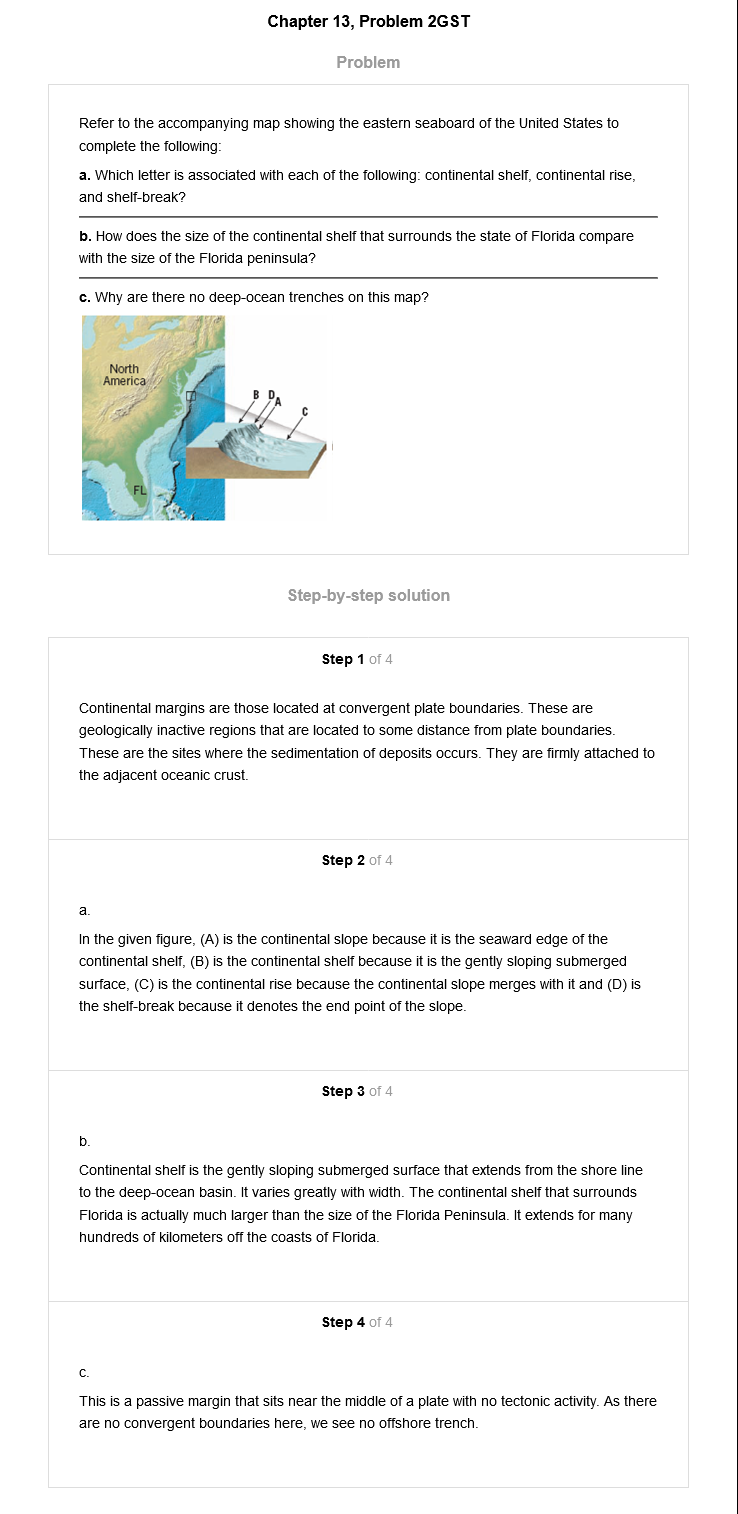 Chapter 13, Problem 2GST
Problem
Refer to the accompanying map showing the eastern seaboard of the United States to
complete the following:
a. Which letter is associated with each of the following: continental shelf, continental rise,
and shelf-break?
b. How does the size of the continental shelf that surrounds the state of Florida compare
with the size of the Florida peninsula?
c. Why are there no deep-ocean trenches on this map?
North
America
B D A
C
FL
Step-by-step solution
Step 1 of 4
Continental margins are those located at convergent plate boundaries. These are
geologically inactive regions that are located to some distance from plate boundaries.
These are the sites where the sedimentation of deposits occurs. They are firmly attached to
the adjacent oceanic crust.
Step 2 of 4
a.
In the given figure, (A) is the continental slope because it is the seaward edge of the
continental shelf, (B) is the continental shelf because it is the gently sloping submerged
surface, (C) is the continental rise because the continental slope merges with it and (D) is
the shelf-break because it denotes the end point of the slope.
Step 3 of 4
b.
Continental shelf is the gently sloping submerged surface that extends from the shore line
to the deep-ocean basin. It varies greatly with width. The continental shelf that surrounds
Florida is actually much larger than the size of the Florida Peninsula. It extends for many
hundreds of kilometers off the coasts of Florida.
Step 4 of 4
c.
This is a passive margin that sits near the middle of a plate with no tectonic activity. As there
are no convergent boundaries here, we see no offshore trench.